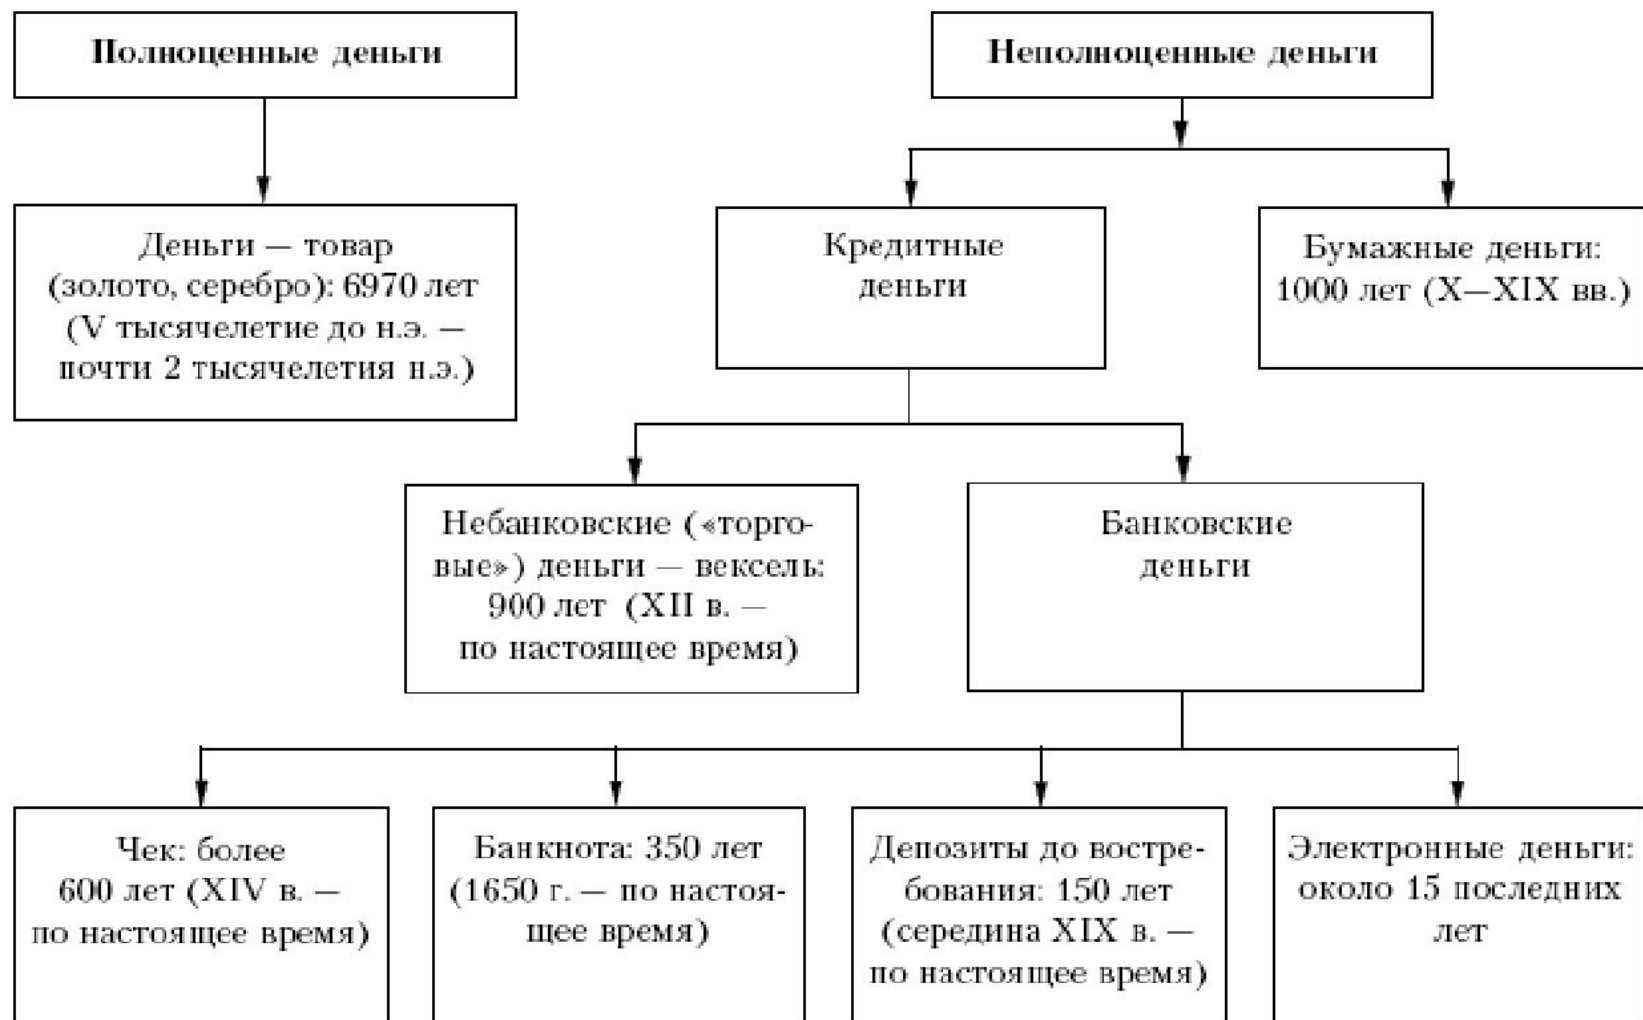 Полноценные деньги
Неполноценные деньги
Деньги — товар
(золото, серебро): 6970 лет
(V тысячелетие до н.э. —
почти 2 тысячелетия н.э.)
Кредитные
деньги
Бумажные деньги:
1000 лет (X—XIX вв.)
Небанковские («торго-
вые») деньги — вексель:
900 лет (XII в. —
по настоящее время)
Банковские
деньги
Чек: более
600 лет (XIV в. —
по настоящее время)
Банкнота: 350 лет
(1650 г. — по настоя-
щее время)
Депозиты до востре-
бования: 150 лет
(середина XIX в. —
по настоящее время)
Электронные деньги:
около 15 последних
лет